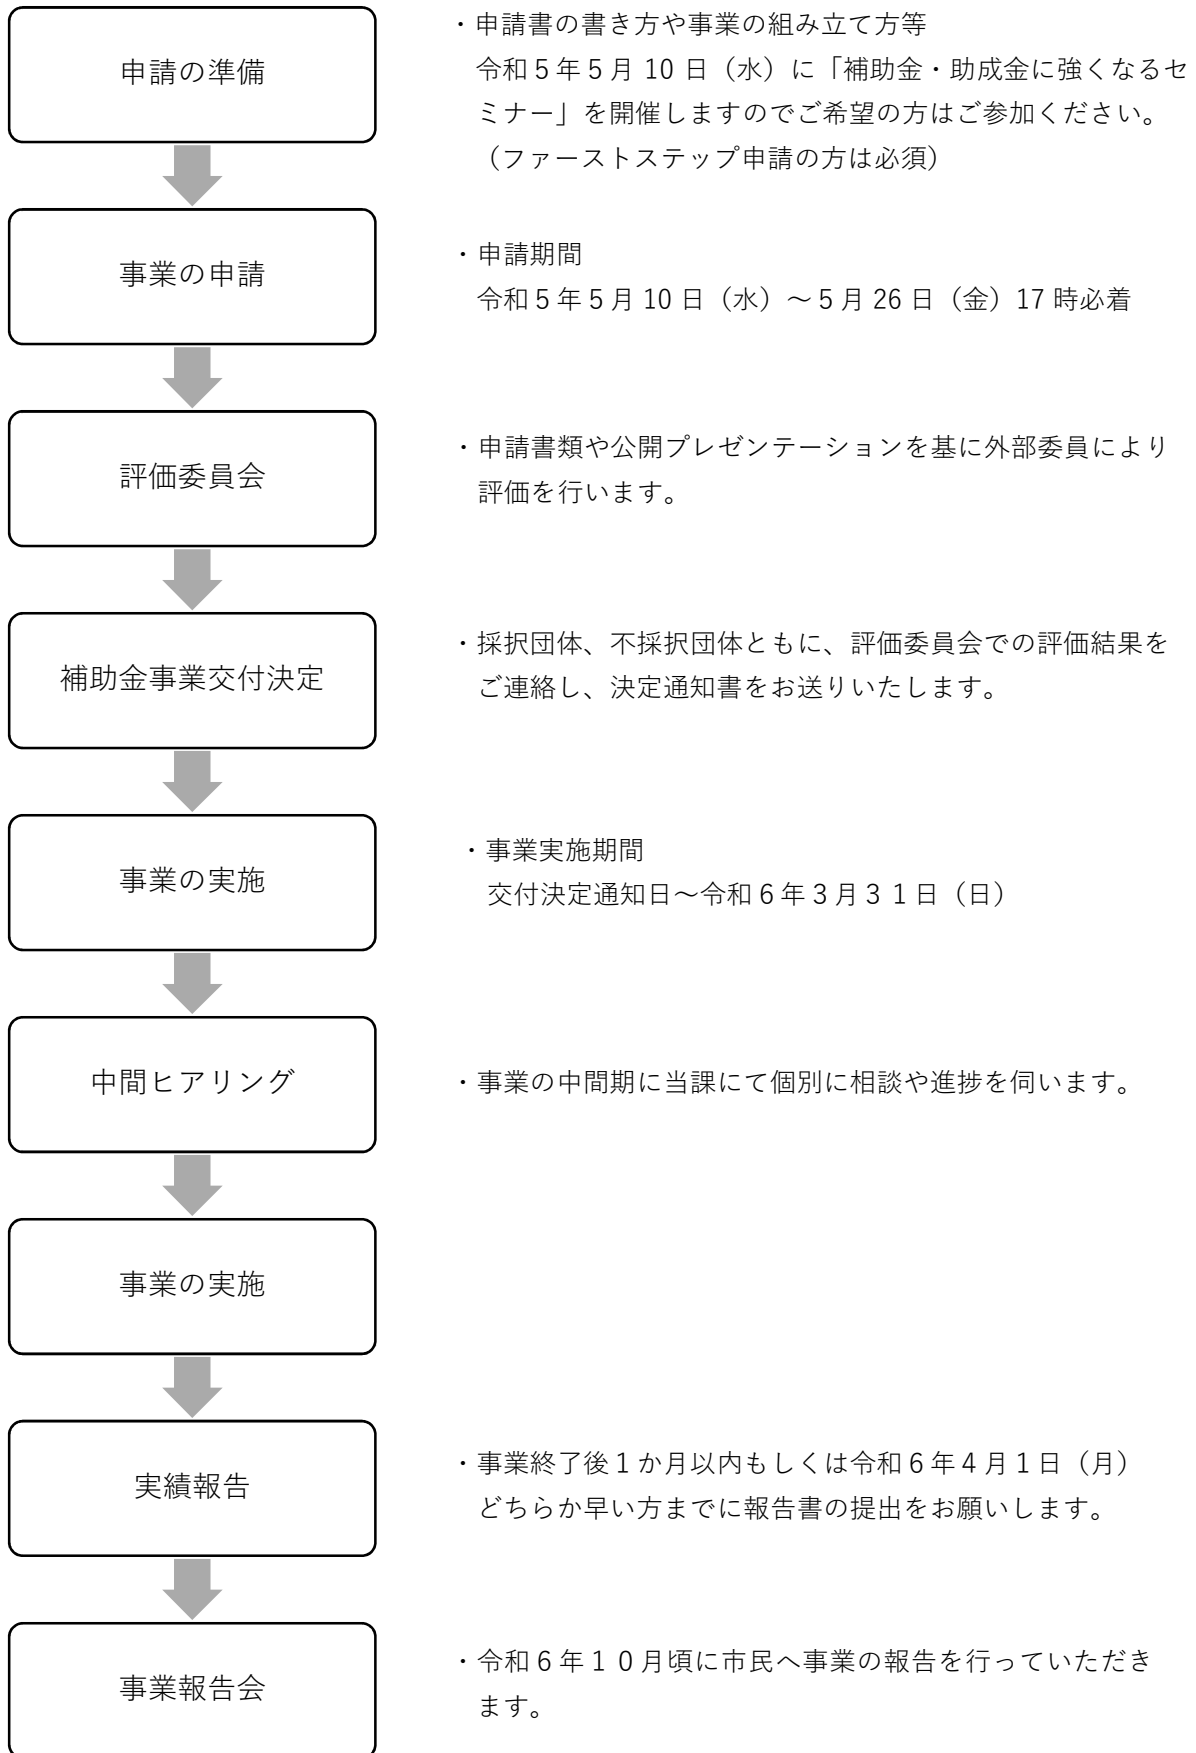 申請の準備
・申請書の書き方や事業の組み立て方等
令和５年５月 10 日（水）に「補助金・助成金に強くなるセ
ミナー」を開催しますのでご希望の方はご参加ください。
（ファーストステップ申請の方は必須）
事業の申請
・申請期間
令和５年５月 10 日（水）～５月 26 日（金）17 時必着
評価委員会
・申請書類や公開プレゼンテーションを基に外部委員により
評価を行います。
補助金事業交付決定
・採択団体、不採択団体ともに、評価委員会での評価結果を
ご連絡し、決定通知書をお送りいたします。
事業の実施
・事業実施期間
交付決定通知日～令和６年３月３１日（日）
中間ヒアリング
・事業の中間期に当課にて個別に相談や進捗を伺います。
事業の実施
実績報告
・事業終了後１か月以内もしくは令和６年４月１日（月）
どちらか早い方までに報告書の提出をお願いします。
事業報告会
・令和６年１０月頃に市民へ事業の報告を行っていただき
ます。